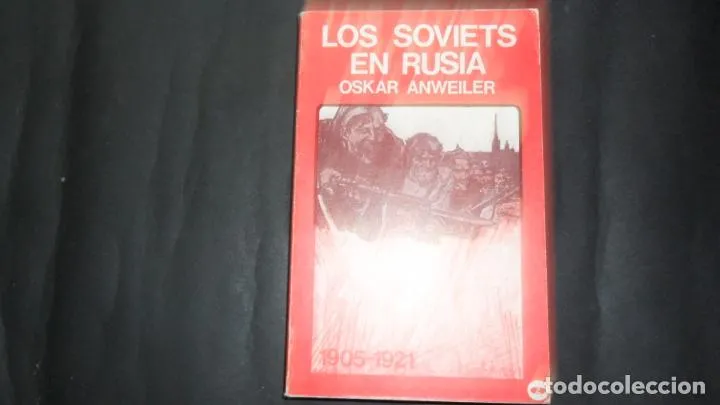 LOS SOVIETS
EN RUSIA
OSKAR ANWEILER
1905-1921
todocoleccion